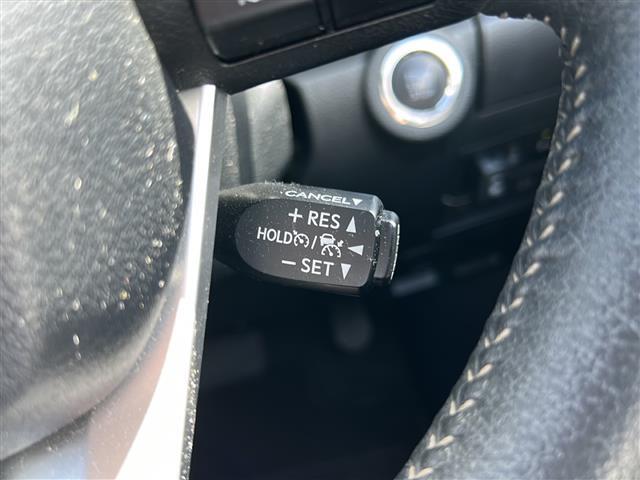 CANCEL▼
+RES▲
HOLD /
−SET▼